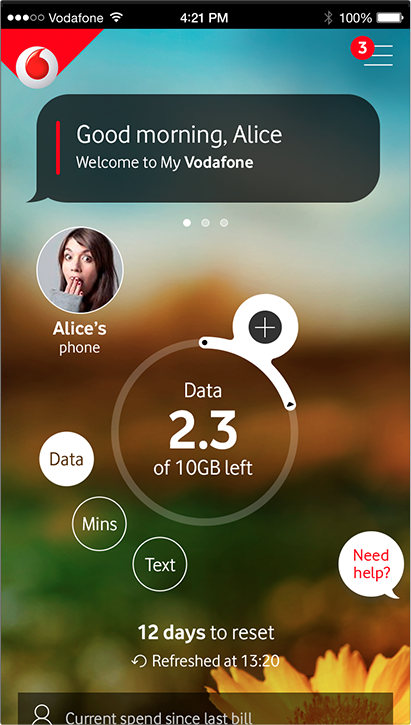 Vodafone 4:21 PM 100%
3
Good morning, Alice
Welcome to My Vodafone
Alice's
phone
Data
2.3
of 10GB left
Data
Mins
Text
Need
help?
12 days to reset
Refreshed at 13:20
Current spend since last bill